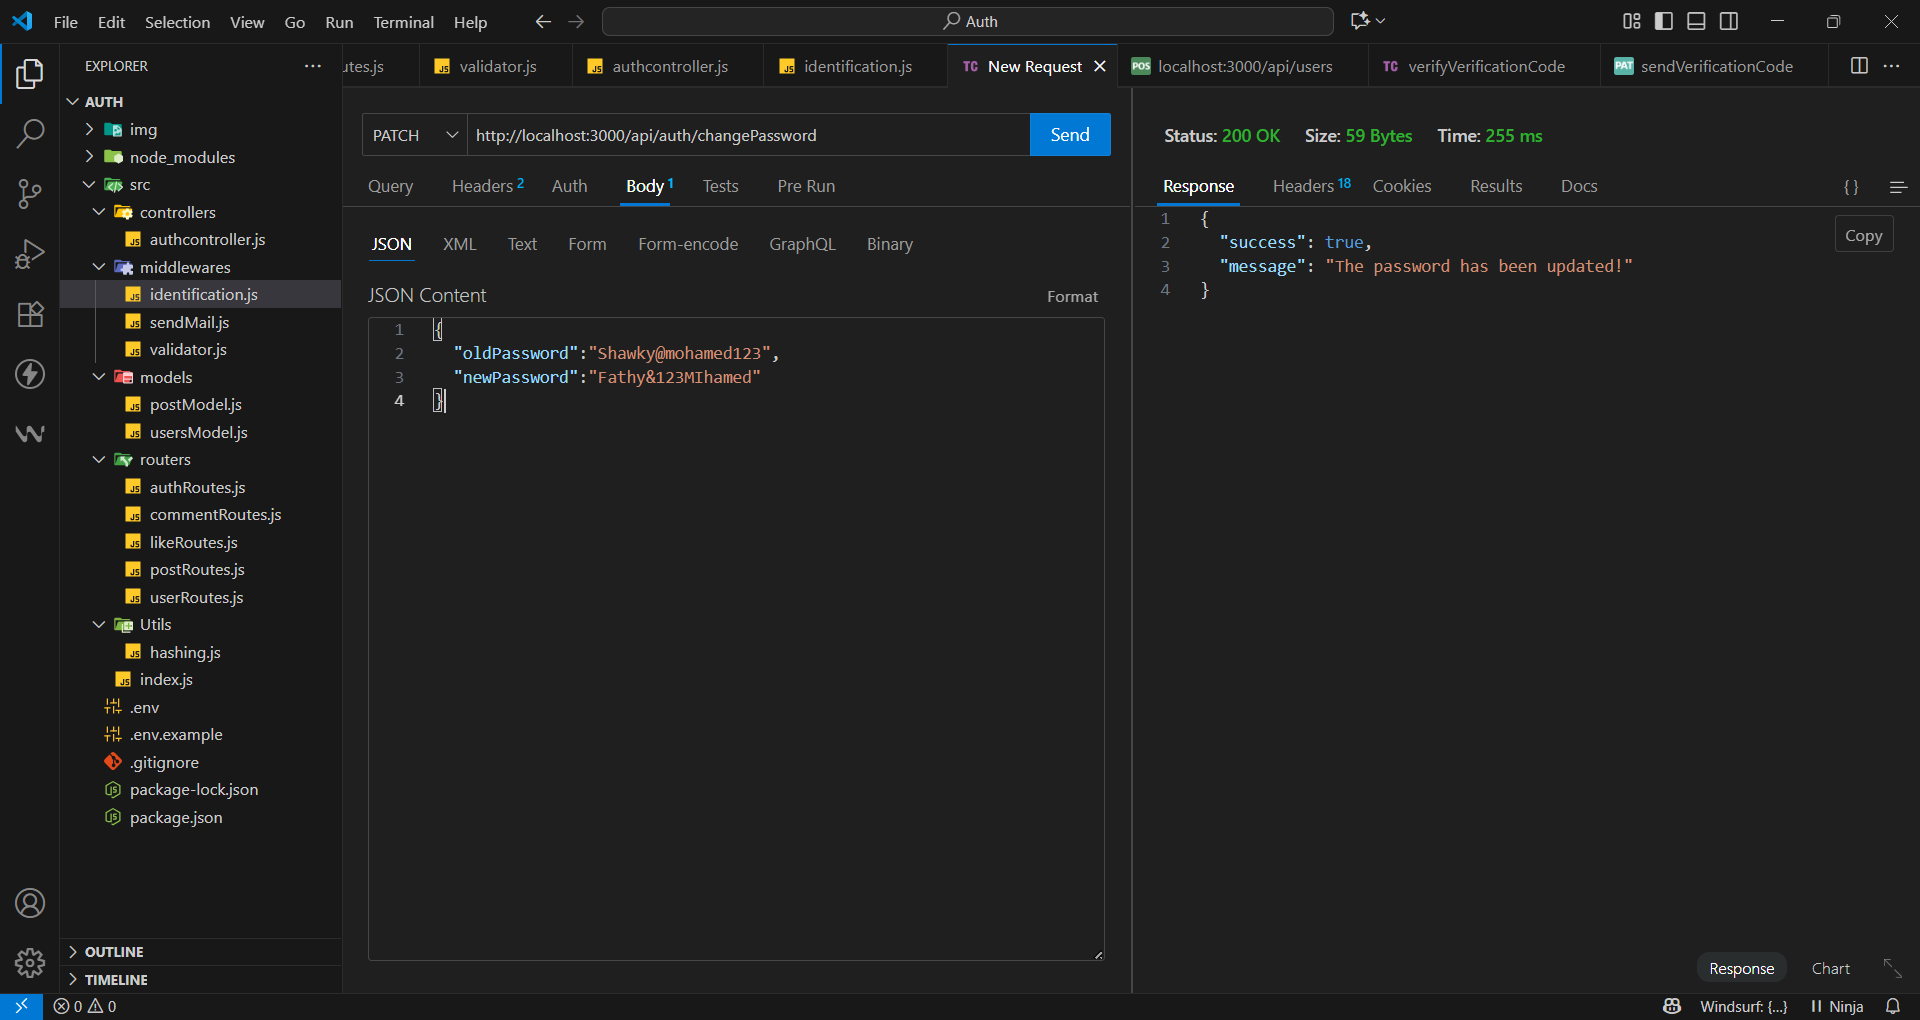 File Edit Selection View Go Run Terminal Help
Auth
EXPLORER
utes.js
validator.js
authcontroller.js
identification.js
TC New Request
POS localhost:3000/api/users
TC verifyVerificationCode
PAT sendVerificationCode
AUTH
img
node_modules
src
controllers
authcontroller.js
middlewares
identification.js
sendMail.js
validator.js
models
postModel.js
usersModel.js
routers
authRoutes.js
commentRoutes.js
likeRoutes.js
postRoutes.js
userRoutes.js
Utils
hashing.js
index.js
.env
.env.example
.gitignore
package-lock.json
package.json
OUTLINE
TIMELINE
PATCH http://localhost:3000/api/auth/changePassword Send
Query Headers 2 Auth Body 1 Tests Pre Run
JSON XML Text Form Form-encode GraphQL Binary
JSON Content Format
1 {
2 "oldPassword":"Shawky@mohamed123",
3 "newPassword":"Fathy&123MIhamed"
4 }
Status: 200 OK Size: 59 Bytes Time: 255 ms
Response Headers 18 Cookies Results Docs { }
Copy
1 {
2 "success": true,
3 "message": "The password has been updated!"
4 }
Response Chart
0 0
Windsurf: {...} Ninja